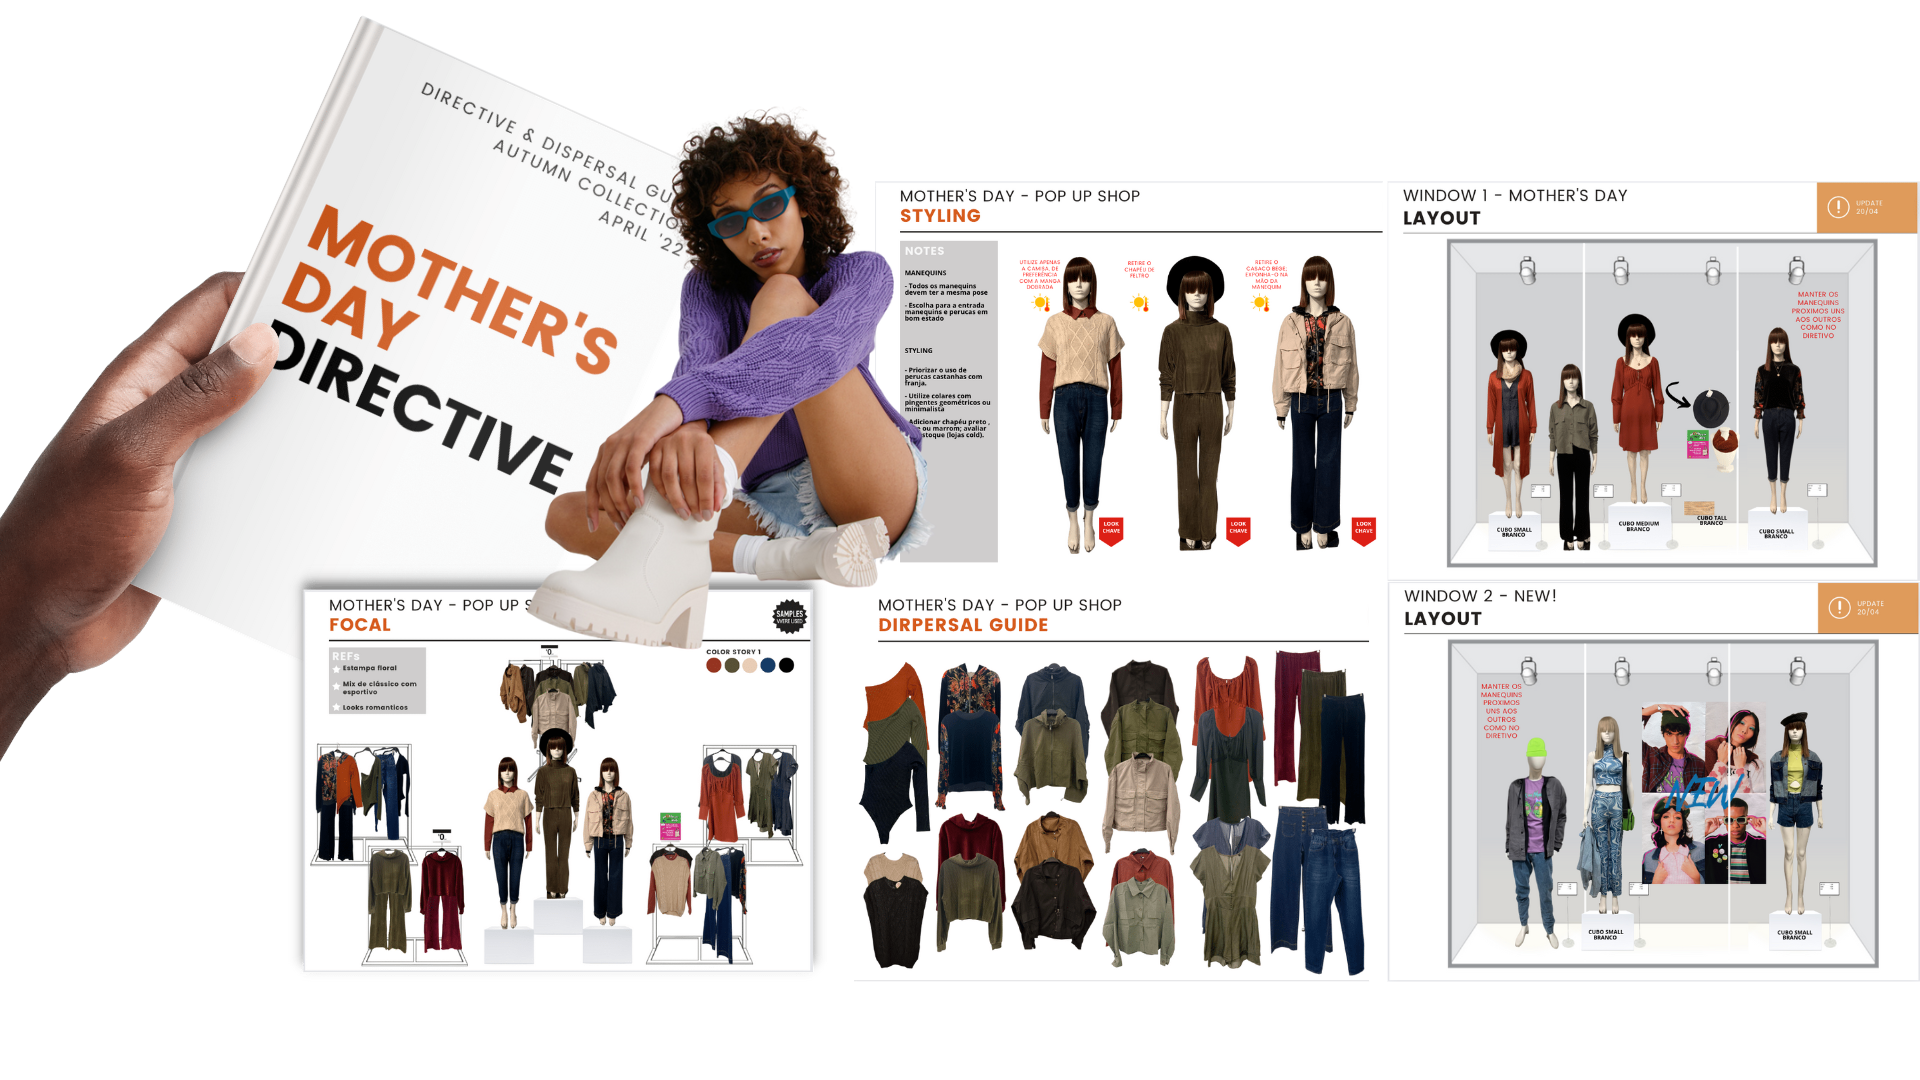 DIRECTIVE & DISPERSAL GU
AUTUMN COLLECTIO
APRIL '22
MOTHER'S
DAY
DIRECTIVE
MOTHER'S DAY - POP UP SHOP
STYLING
NOTES
MANEQUINS
- Todos os manequins
devem ter a mesma pose
- Escolha para a entrada
manequins e perucas em
bom estado
STYLING
- Priorizar o uso de
perucas castanhas com
franja.
- Utilize colares com
pingentes geométricos ou
minimalista
Adicionar chapéu preto ,
ou marrom; avaliar
stoque (lojas cold).
UTILIZE APENAS
A CAMISA, DE
PREFERÊNCIA
COM A MANGA
DOBRADA
RETIRE O
CHAPÉU DE
FELTRO
RETIRE O
CASACO BEGE,
EXPONHA-O NA
MÃO DA
MANEQUIM
LOOK
CHAVE
LOOK
CHAVE
LOOK
CHAVE
WINDOW 1 - MOTHER'S DAY
LAYOUT
UPDATE
20/04
MANTER OS
MANEQUINS
PROXIMOS UNS
AOS OUTROS
COMO NO
DIRETIVO
CUBO SMALL
BRANCO
CUBO MEDIUM
BRANCO
CUBO TALL
BRANCO
CUBO SMALL
BRANCO
MOTHER'S DAY - POP UP S
FOCAL
SAMPLES
WERE USED
REFs
Estampa floral
Mix de clássico com
esportivo
Looks romanticos
COLOR STORY 1
MOTHER'S DAY - POP UP SHOP
DIRPERSAL GUIDE
WINDOW 2 - NEW!
LAYOUT
UPDATE
20/04
MANTER OS
MANEQUINS
PROXIMOS
UNS AOS
OUTROS
COMO NO
DIRETIVO
NEW
CUBO SMALL
BRANCO
CUBO SMALL
BRANCO